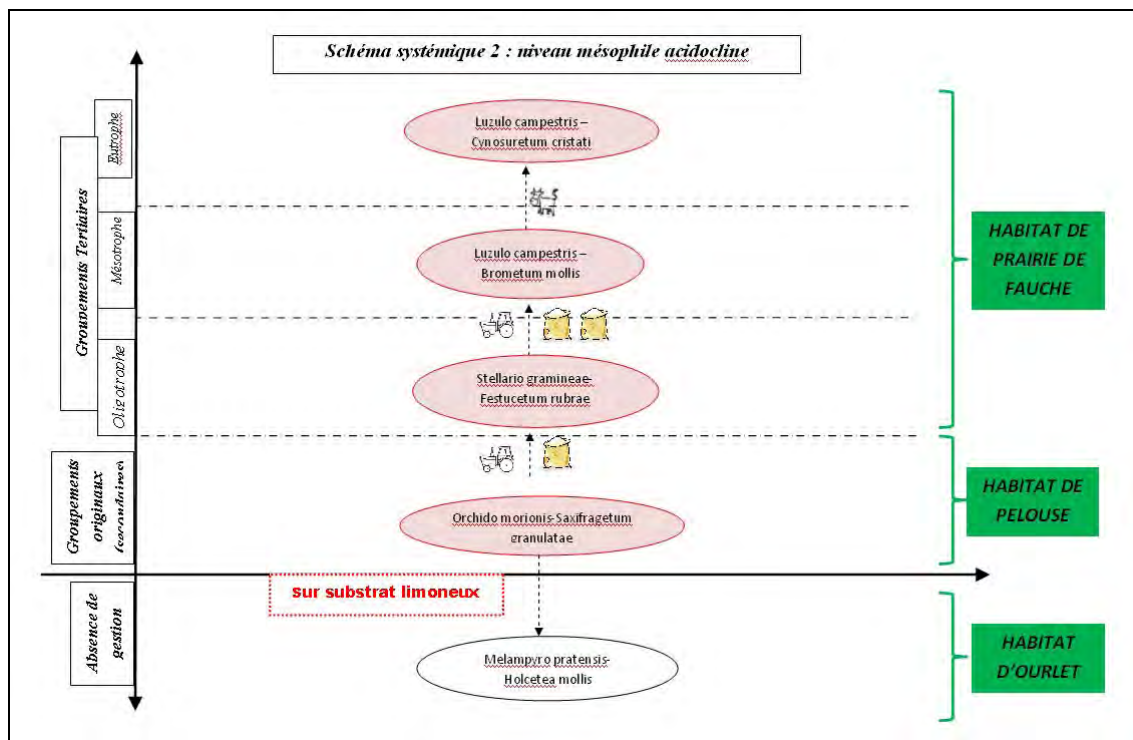 Schéma systémique 2 : niveau mésophile acidocline
Groupements Tertiaires
Eutrophe
Luzulo campestris –
Cynosuretum cristati
Mésotrophe
Luzulo campestris –
Brometum mollis
HABITAT DE
PRAIRIE DE
FAUCHE
Oligotrophe
Stellario gramineae-
Festucetum rubrae
Groupements
originaux
Orchido morionis-Saxifragetum
granulatae
HABITAT DE
PELOUSE
Sur substrat limoneux
Absence de
gestion
Melampyro pratensis-
Holcetea mollis
HABITAT
D'OURLET